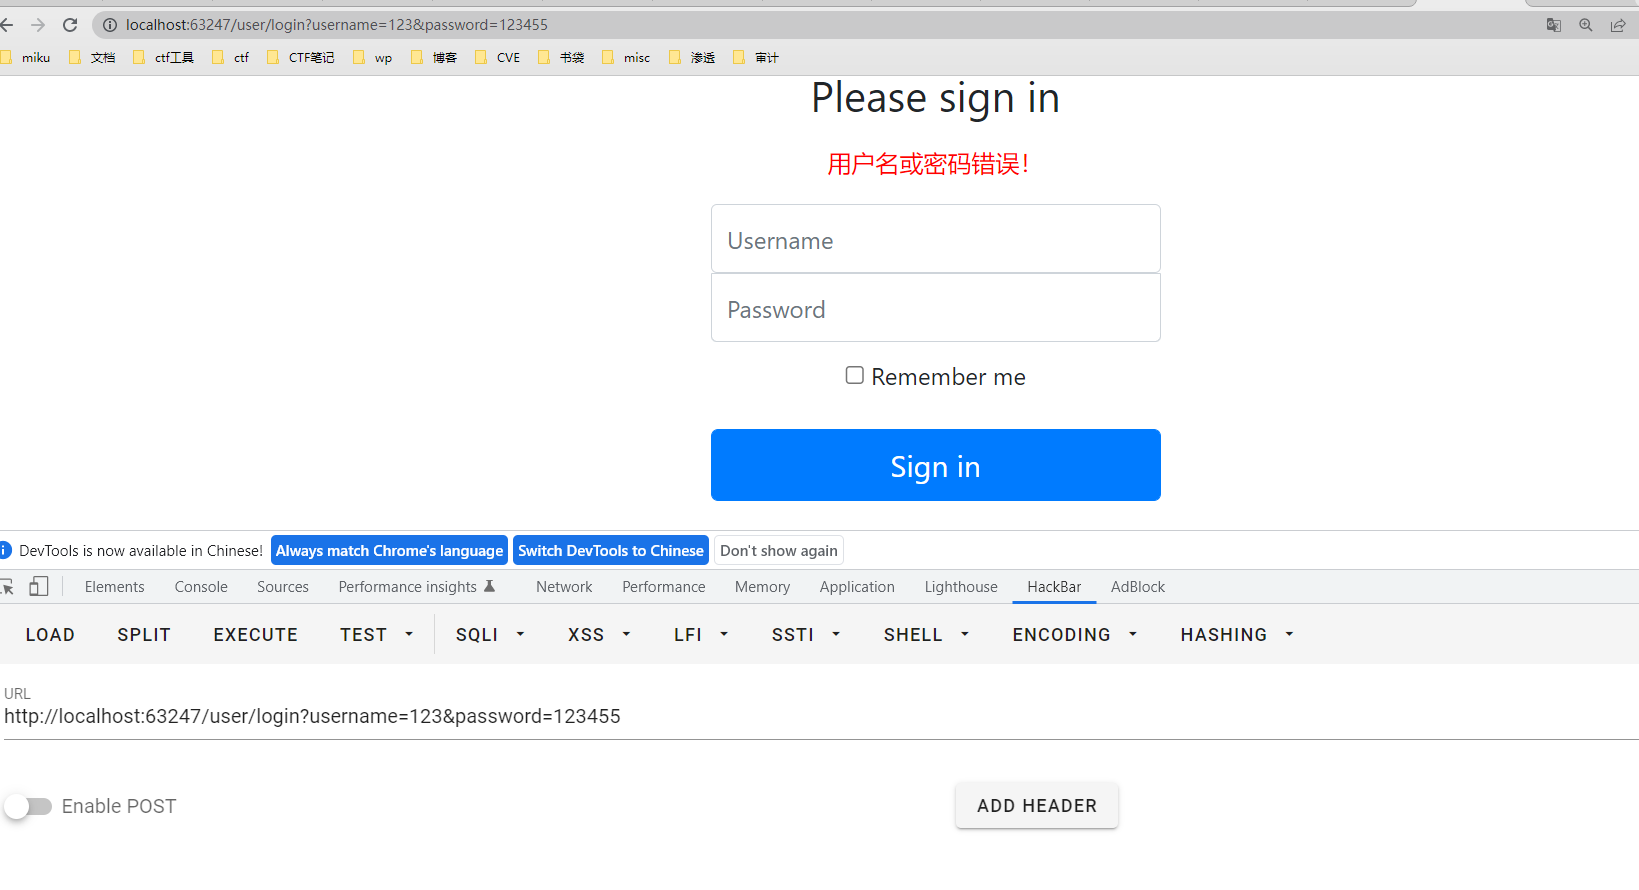 localhost:63247/user/login?username=123&password=123455
miku 文档 ctf工具 ctf CTF笔记 wp 博客 CVE 书袋 misc 渗透 审计
Please sign in
用户名或密码错误!
Username
Password
Remember me
Sign in
DevTools is now available in Chinese! Always match Chrome's language Switch DevTools to Chinese Don't show again
Elements Console Sources Performance insights Network Performance Memory Application Lighthouse HackBar AdBlock
LOAD SPLIT EXECUTE TEST SQLI XSS LFI SSTI SHELL ENCODING HASHING
URL
http://localhost:63247/user/login?username=123&password=123455
Enable POST ADD HEADER